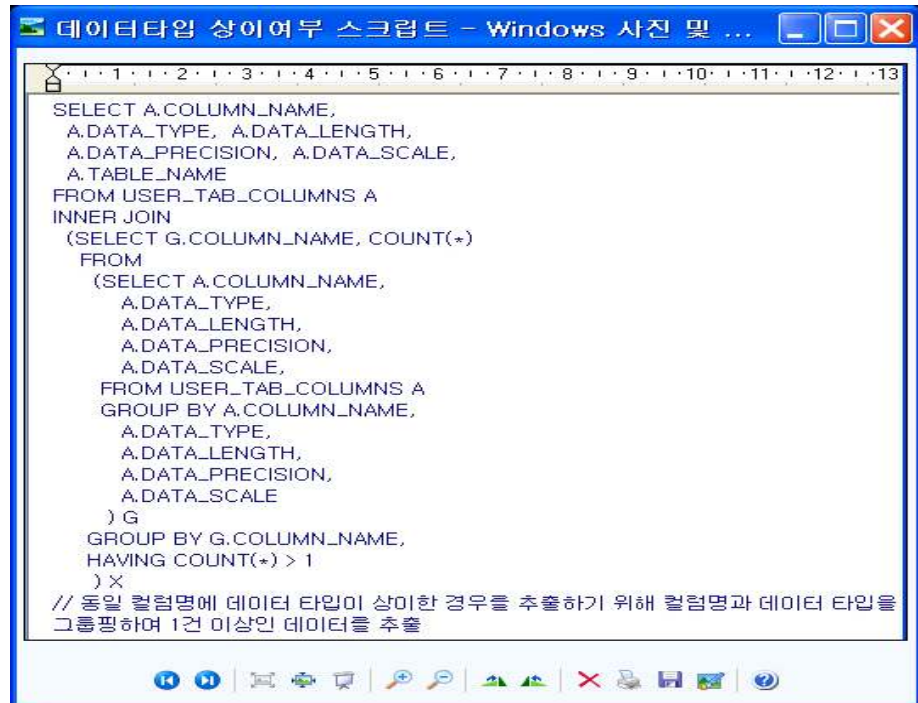 데이터타입 상이여부 스크립트 - Windows 사진 및 ...
1 2 3 4 5 6 7 8 9 10 11 12 13
SELECT A.COLUMN_NAME,
A.DATA_TYPE, A.DATA_LENGTH,
A.DATA_PRECISION, A.DATA_SCALE,
A.TABLE_NAME
FROM USER_TAB_COLUMNS A
INNER JOIN
(SELECT G.COLUMN_NAME, COUNT(*)
FROM
(SELECT A.COLUMN_NAME,
A.DATA_TYPE,
A.DATA_LENGTH,
A.DATA_PRECISION,
A.DATA_SCALE,
FROM USER_TAB_COLUMNS A
GROUP BY A.COLUMN_NAME,
A.DATA_TYPE,
A.DATA_LENGTH,
A.DATA_PRECISION,
A.DATA_SCALE
) G
GROUP BY G.COLUMN_NAME,
HAVING COUNT(*) > 1
) X
// 동일 컬럼명에 데이터 타입이 상이한 경우를 추출하기 위해 컬럼명과 데이터 타입을
그룹핑하여 1건 이상인 데이터를 추출